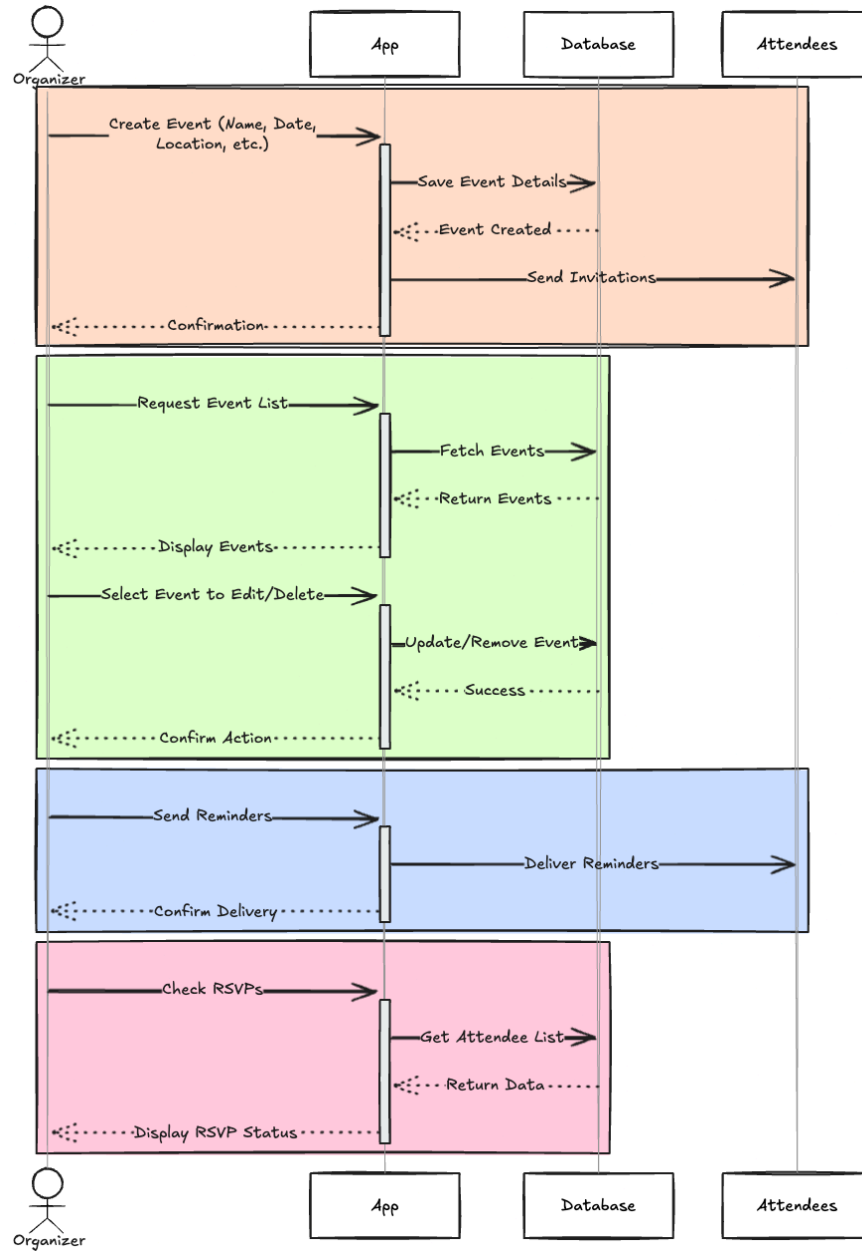 App
Database
Attendees
Organizer
Create Event (Name, Date,
Location, etc.)
Save Event Details
Event Created
Send Invitations
Confirmation
Request Event List
Fetch Events
Return Events
Display Events
Select Event to Edit/Delete
Update/Remove Event
Success
Confirm Action
Send Reminders
Deliver Reminders
Confirm Delivery
Check RSVPs
Get Attendee List
Return Data
Display RSVP Status
App
Database
Attendees
Organizer